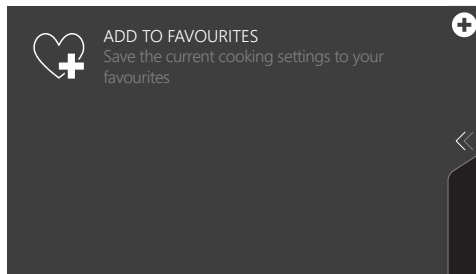 ADD TO FAVOURITES
Save the current cooking settings to your
favourites